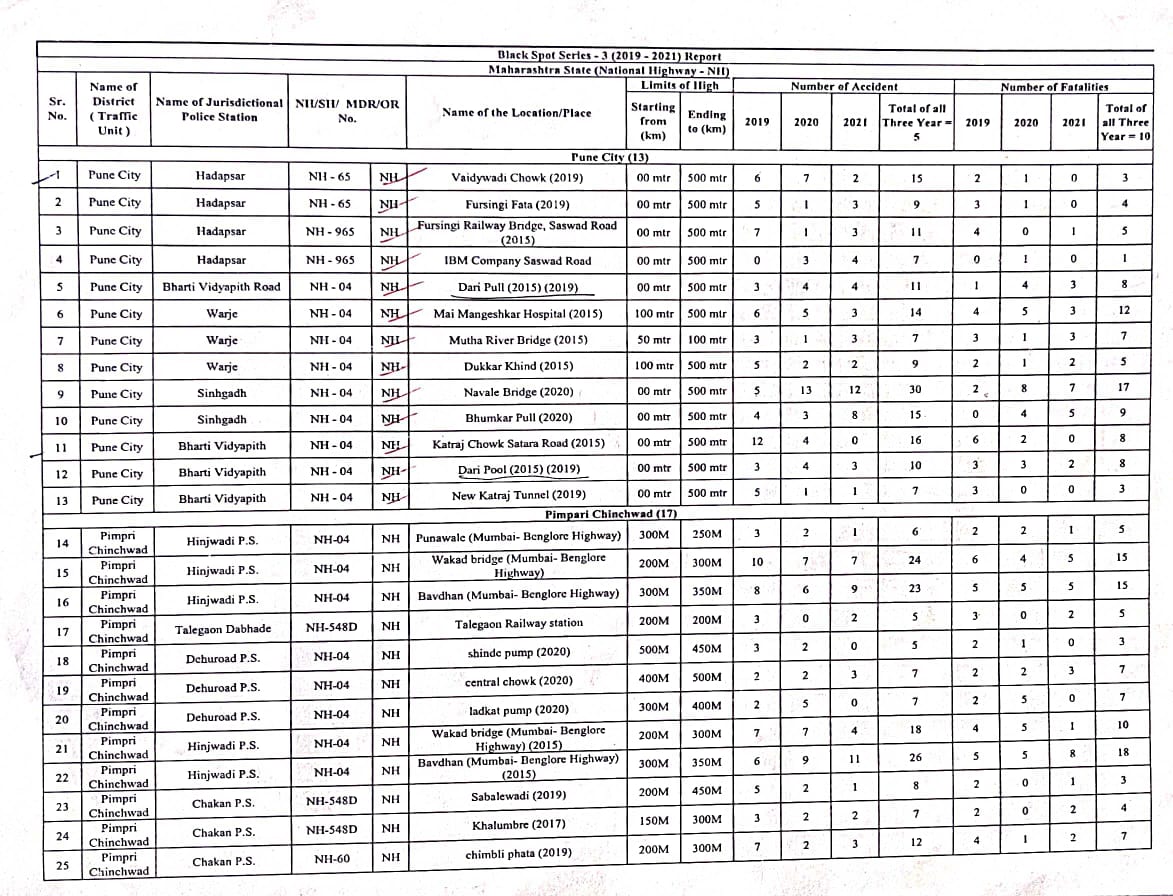 Black Spot Series - 3 (2019 - 2021) Report
Maharashtra State (National Highway - NH)
Sr. No. Name of District ( Traffic Unit ) Name of Jurisdictional Police Station NH/SH/ MDR/OR No. Name of the Location/Place Limits of High Number of Accident Number of Fatalities
Starting from (km) Ending to (km) 2019 2020 2021 Total of all Three Year = 5 2019 2020 2021 Total of all Three Year = 10
Pune City (13)
1 Pune City Hadapsar NH - 65 NH Vaidywadi Chowk (2019) 00 mtr 500 mtr 6 7 2 15 2 1 0 3
2 Pune City Hadapsar NH - 65 NH Fursingi Fata (2019) 00 mtr 500 mtr 5 1 3 9 3 1 0 4
3 Pune City Hadapsar NH - 965 NH Fursingi Railway Bridge, Saswad Road (2015) 00 mtr 500 mtr 7 1 3 11 4 0 1 5
4 Pune City Hadapsar NH - 965 NH IBM Company Saswad Road 00 mtr 500 mtr 0 3 4 7 0 1 0 1
5 Pune City Bharti Vidyapith Road NH - 04 NH Dari Pull (2015) (2019) 00 mtr 500 mtr 3 4 4 11 1 4 3 8
6 Pune City Warje NH - 04 NH Mai Mangeshkar Hospital (2015) 100 mtr 500 mtr 6 5 3 14 4 5 3 12
7 Pune City Warje NH - 04 NH Mutha River Bridge (2015) 50 mtr 100 mtr 3 1 3 7 3 1 3 7
8 Pune City Warje NH - 04 NH Dukkar Khind (2015) 100 mtr 500 mtr 5 2 2 9 2 1 2 5
9 Pune City Sinhgadh NH - 04 NH Navale Bridge (2020) 00 mtr 500 mtr 5 13 12 30 2 8 7 17
10 Pune City Sinhgadh NH - 04 NH Bhumkar Pull (2020) 00 mtr 500 mtr 4 3 8 15 0 4 5 9
11 Pune City Bharti Vidyapith NH - 04 NH Katraj Chowk Satara Road (2015) 00 mtr 500 mtr 12 4 0 16 6 2 0 8
12 Pune City Bharti Vidyapith NH - 04 NH Dari Pool (2015) (2019) 00 mtr 500 mtr 3 4 3 10 3 3 2 8
13 Pune City Bharti Vidyapith NH - 04 NH New Katraj Tunnel (2019) 00 mtr 500 mtr 5 1 1 7 3 0 0 3
Pimpari Chinchwad (17)
14 Pimpri Chinchwad Hinjwadi P.S. NH-04 NH Punawale (Mumbai- Benglore Highway) 300M 250M 3 2 1 6 2 2 1 5
15 Pimpri Chinchwad Hinjwadi P.S. NH-04 NH Wakad bridge (Mumbai- Benglore Highway) 200M 300M 10 7 7 24 6 4 5 15
16 Pimpri Chinchwad Hinjwadi P.S. NH-04 NH Bavdhan (Mumbai- Benglore Highway) 300M 350M 8 6 9 23 5 5 5 15
17 Pimpri Chinchwad Talegaon Dabhade NH-548D NH Talegaon Railway station 200M 200M 3 0 2 5 3 0 2 5
18 Pimpri Chinchwad Dehuroad P.S. NH-04 NH shinde pump (2020) 500M 450M 3 2 0 5 2 1 0 3
19 Pimpri Chinchwad Dehuroad P.S. NH-04 NH central chowk (2020) 400M 500M 2 2 3 7 2 2 3 7
20 Pimpri Chinchwad Dehuroad P.S. NH-04 NH ladkat pump (2020) 300M 400M 2 5 0 7 2 5 0 7
21 Pimpri Chinchwad Hinjwadi P.S. NH-04 NH Wakad bridge (Mumbai- Benglore Highway) (2015) 200M 300M 7 7 4 18 4 5 1 10
22 Pimpri Chinchwad Hinjwadi P.S. NH-04 NH Bavdhan (Mumbai- Benglore Highway) (2015) 300M 350M 6 9 11 26 5 5 8 18
23 Pimpri Chinchwad Chakan P.S. NH-548D NH Sabalewadi (2019) 200M 450M 5 2 1 8 2 0 1 3
24 Pimpri Chinchwad Chakan P.S. NH-548D NH Khalumbre (2017) 150M 300M 3 2 2 7 2 0 2 4
25 Pimpri Chinchwad Chakan P.S. NH-60 NH chimbli phata (2019) 200M 300M 7 2 3 12 4 1 2 7